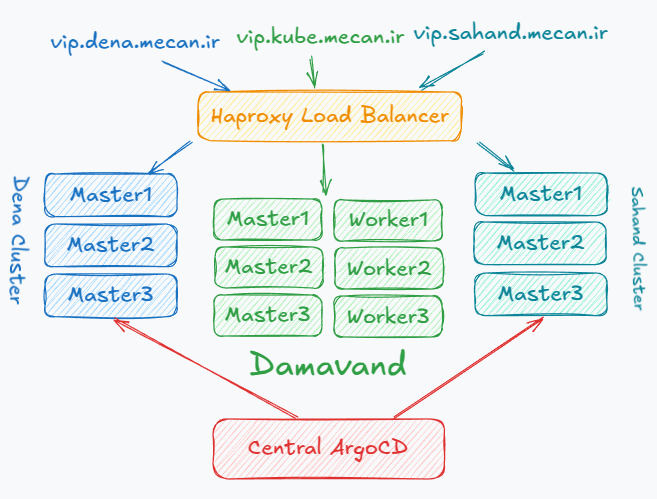 vip.dena.mecan.ir
vip.kube.mecan.ir
vip.sahand.mecan.ir
Haproxy Load Balancer
Dena Cluster
Master1
Master2
Master3
Master1
Worker1
Master2
Worker2
Master3
Worker3
Damavand
Master1
Master2
Master3
Sahand Cluster
Central ArgoCD